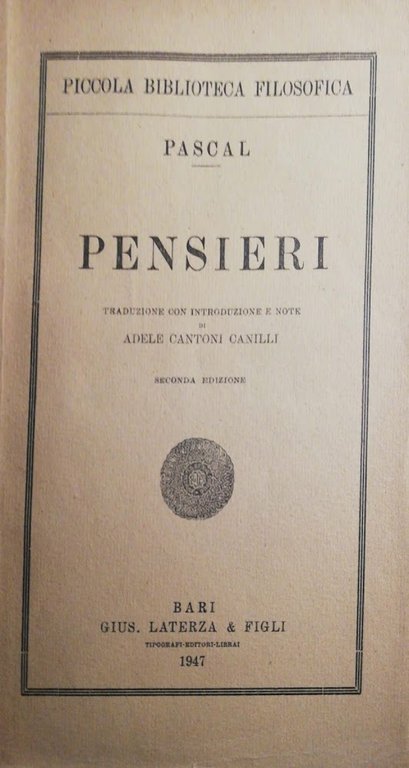 PICCOLA BIBLIOTECA FILOSOFICA
PASCAL
PENSIERI
TRADUZIONE CON INTRODUZIONE E NOTE
DI
ADELE CANTONI CANILLI
SECONDA EDIZIONE
BARI
GIUS. LATERZA & FIGLI
TIPOGRAFI-EDITORI-LIBRAI
1947